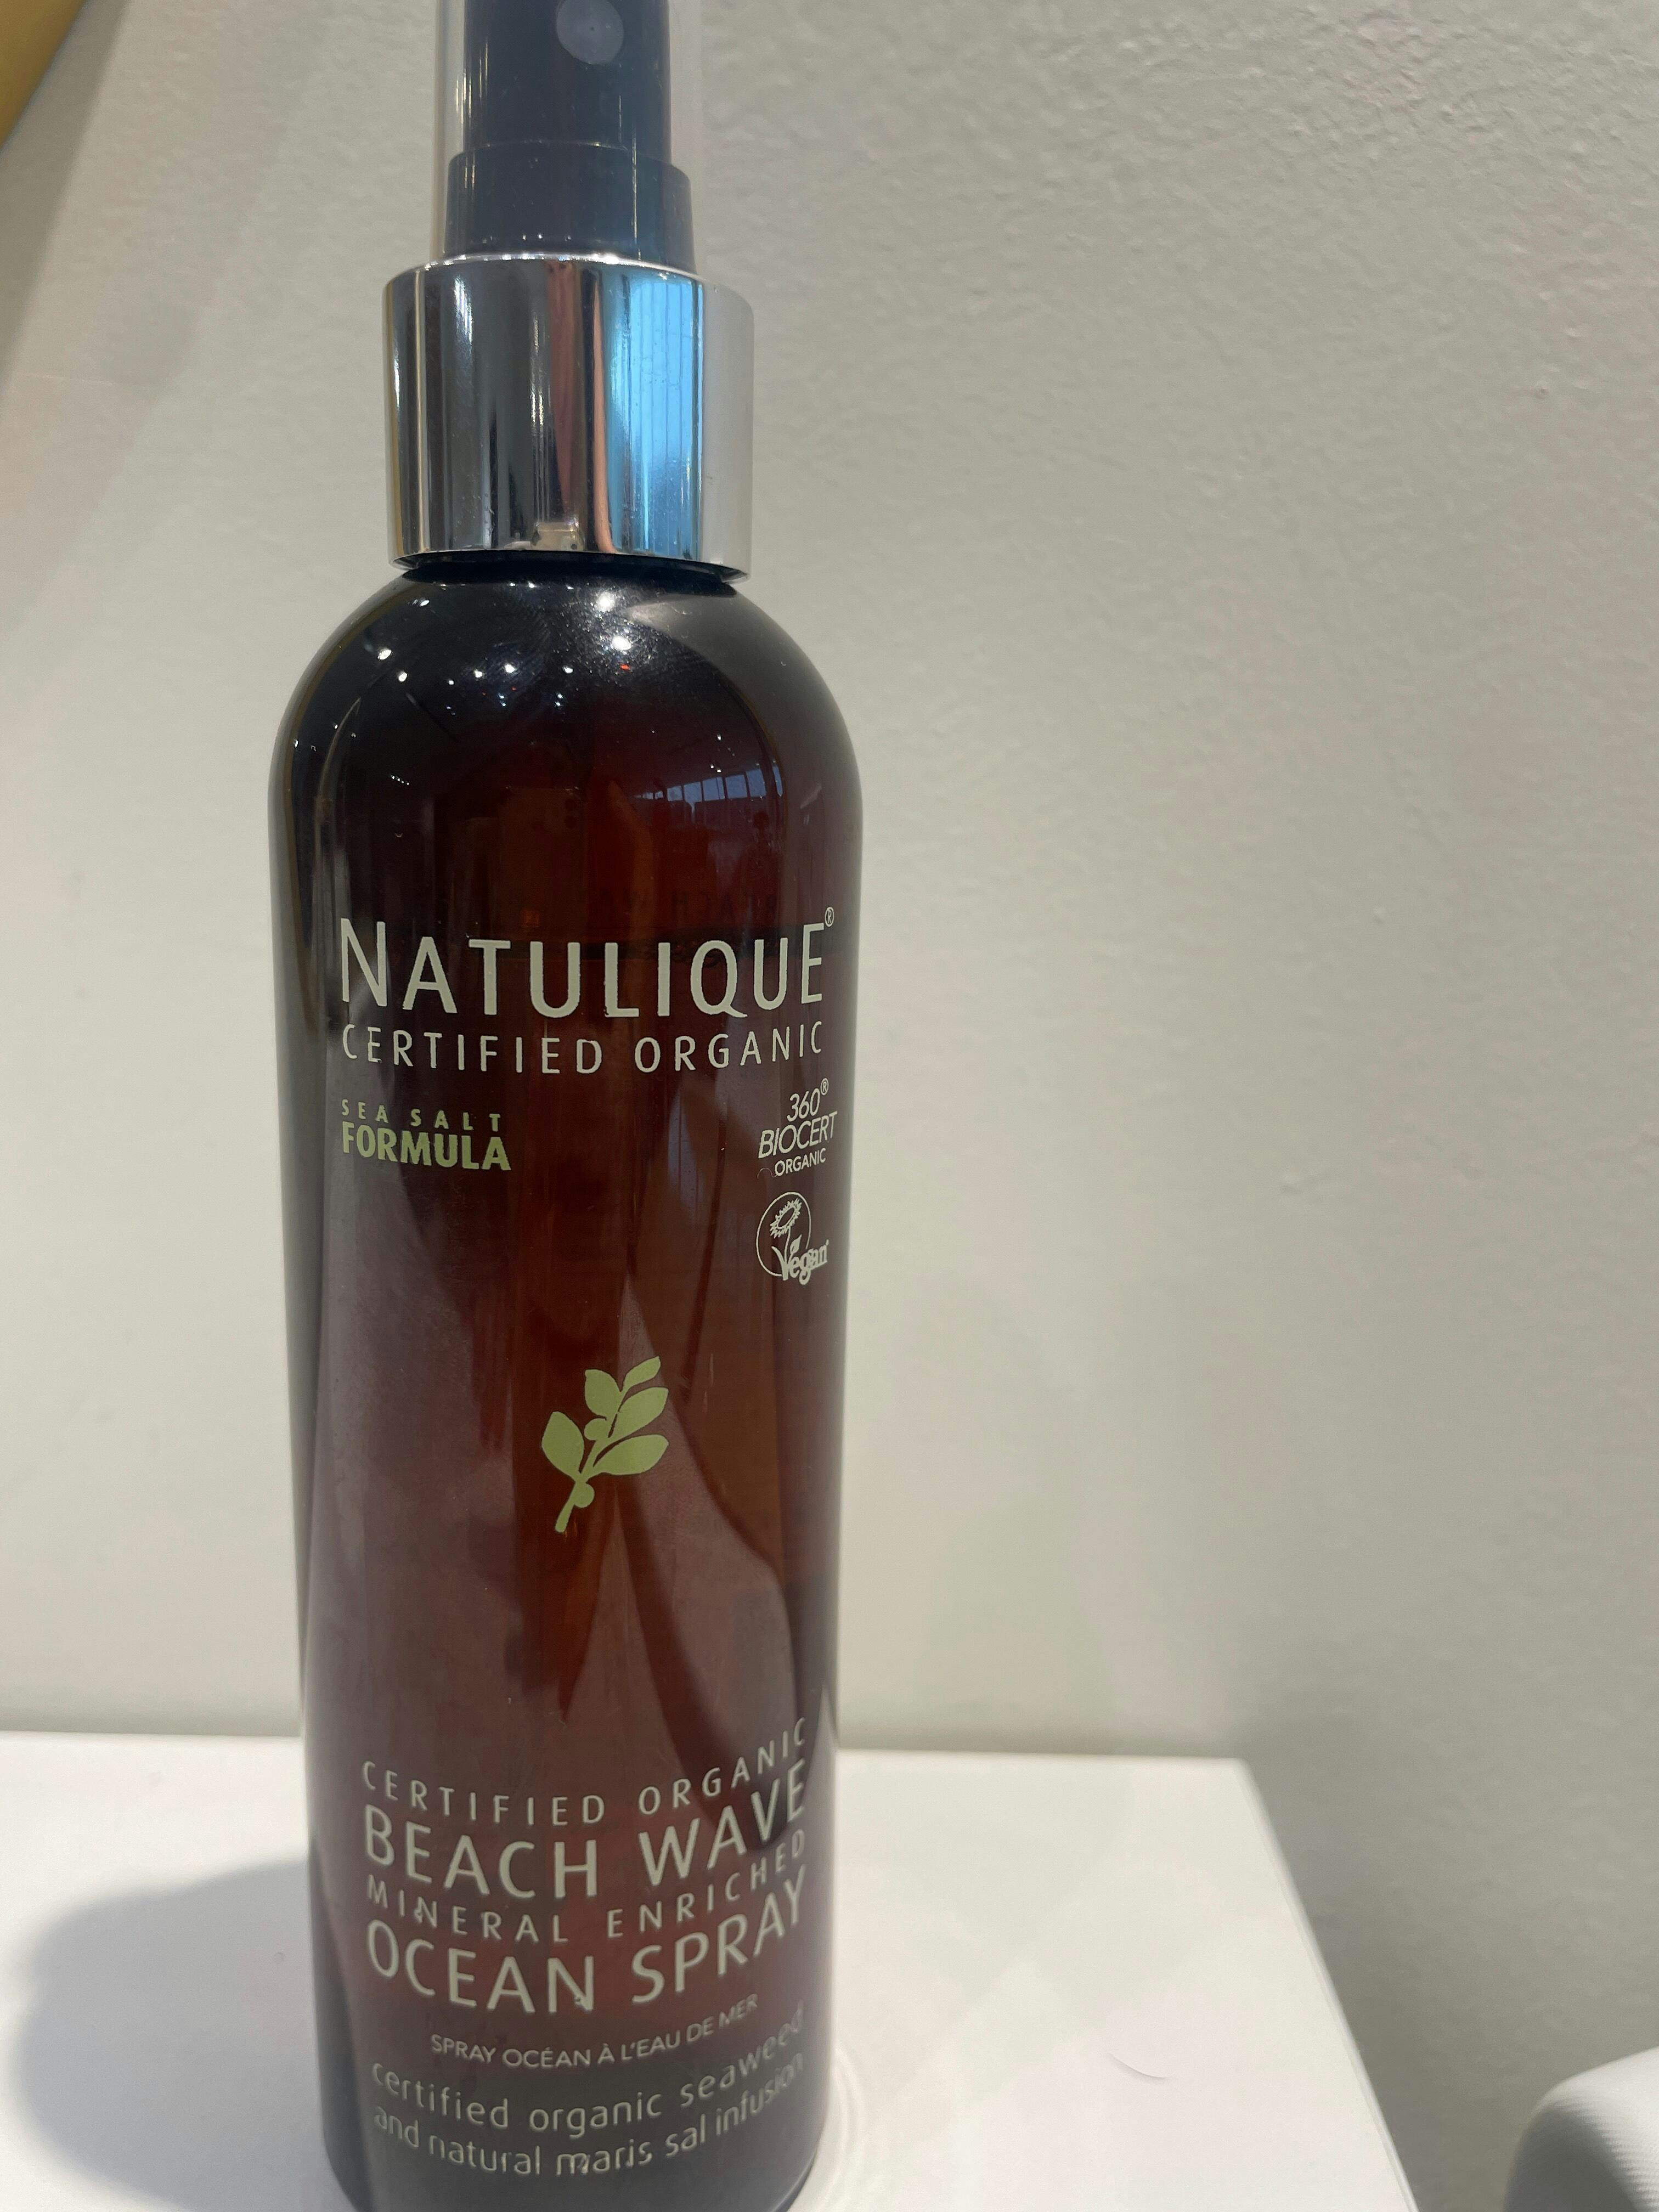 NATULIQUE®
CERTIFIED ORGANIC
SEA SALT
FORMULA
360®
BIOCERT
ORGANIC
Vegan
CERTIFIED ORGANIC
BEACH WAVE
MINERAL ENRICHED
OCEAN SPRAY
SPRAY OCÉAN À L'EAU DE MER
certified organic seaweed
and natural maris sal infusion